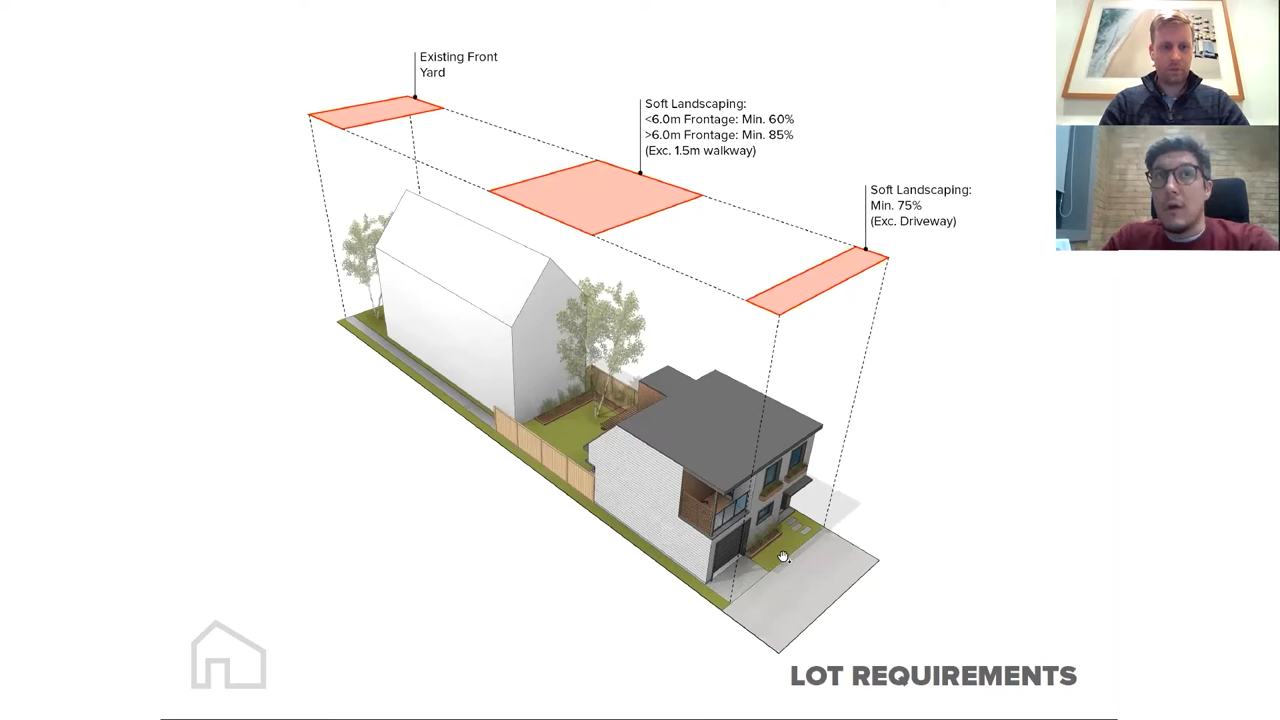 Existing Front
Yard
Soft Landscaping:
<6.0m Frontage: Min. 60%
>6.0m Frontage: Min. 85%
(Exc. 1.5m walkway)
Soft Landscaping:
Min. 75%
(Exc. Driveway)
LOT REQUIREMENTS